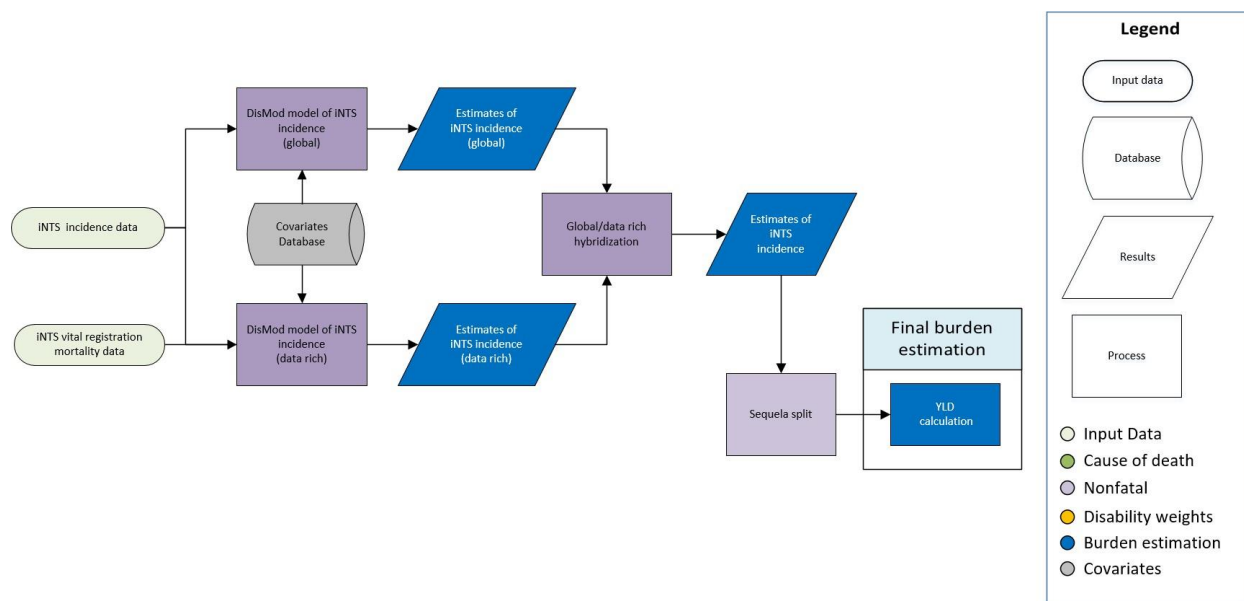 DisMod model of iNTS
incidence
(global)
Estimates of
iNTS incidence
(global)
iNTS  incidence data
Covariates
Database
Global/data rich
hybridization
Estimates of
iNTS
incidence
iNTS vital registration
mortality data
DisMod model of iNTS
incidence
(data rich)
Estimates of
iNTS incidence
(data rich)
Sequela split
Final burden
estimation
YLD
calculation
Legend
Input data
Database
Results
Process
Input Data
Cause of death
Nonfatal
Disability weights
Burden estimation
Covariates